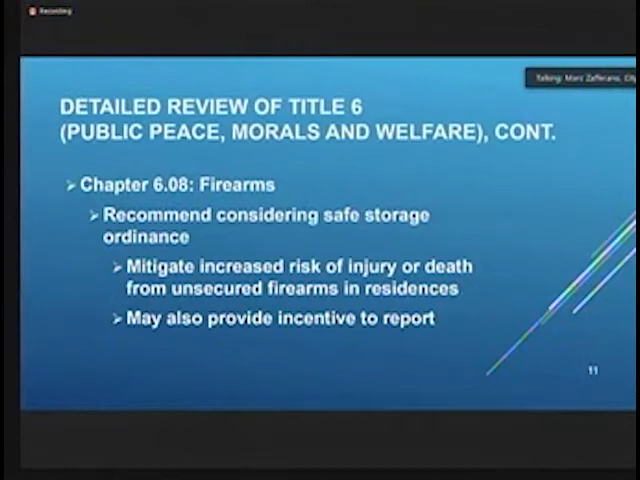 Recording
Talking: Marc Zafferano, City
DETAILED REVIEW OF TITLE 6
(PUBLIC PEACE, MORALS AND WELFARE), CONT.
Chapter 6.08: Firearms
Recommend considering safe storage
ordinance
Mitigate increased risk of injury or death
from unsecured firearms in residences
May also provide incentive to report
11